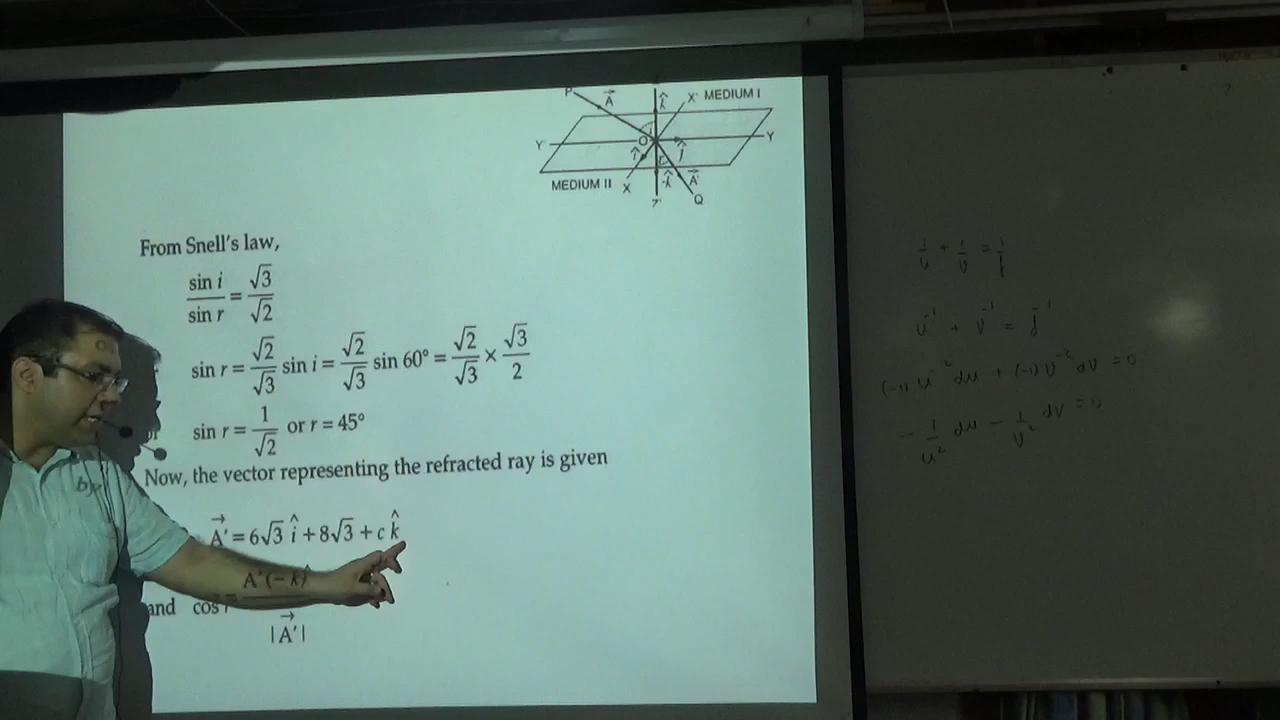 P A⃗ k̂ X' MEDIUM I
Y' O Y
î ĵ
MEDIUM II X -k̂ A⃗'
Z' Q
From Snell's law,
sin i / sin r = √3 / √2
sin r = √2/√3 sin i = √2/√3 sin 60° = √2/√3 × √3/2
sin r = 1/√2 or r = 45°
Now, the vector representing the refracted ray is given
by
A⃗' = 6√3 î + 8√3 + c k̂
and cos r = A'(− k̂) / |A⃗'|
1/u + 1/v = 1/f
u⁻¹ + v⁻¹ = f⁻¹
(-1) u⁻² du + (-1) v⁻² dv = 0
- 1/u² du - 1/v² dv = 0